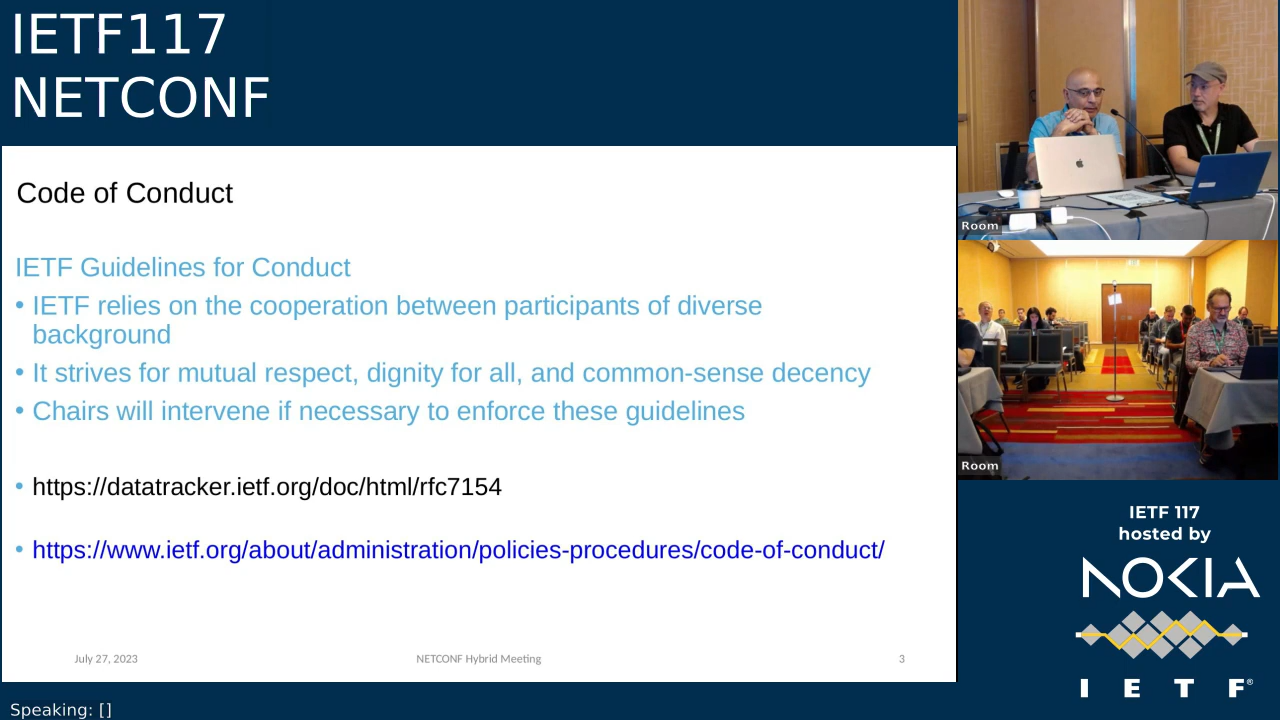 IETF117
NETCONF
Code of Conduct
IETF Guidelines for Conduct
• IETF relies on the cooperation between participants of diverse
background
• It strives for mutual respect, dignity for all, and common-sense decency
• Chairs will intervene if necessary to enforce these guidelines
• https://datatracker.ietf.org/doc/html/rfc7154
• https://www.ietf.org/about/administration/policies-procedures/code-of-conduct/
July 27, 2023
NETCONF Hybrid Meeting
3
Room
Room
IETF 117
hosted by
NOKIA
I E T F®
Speaking: []